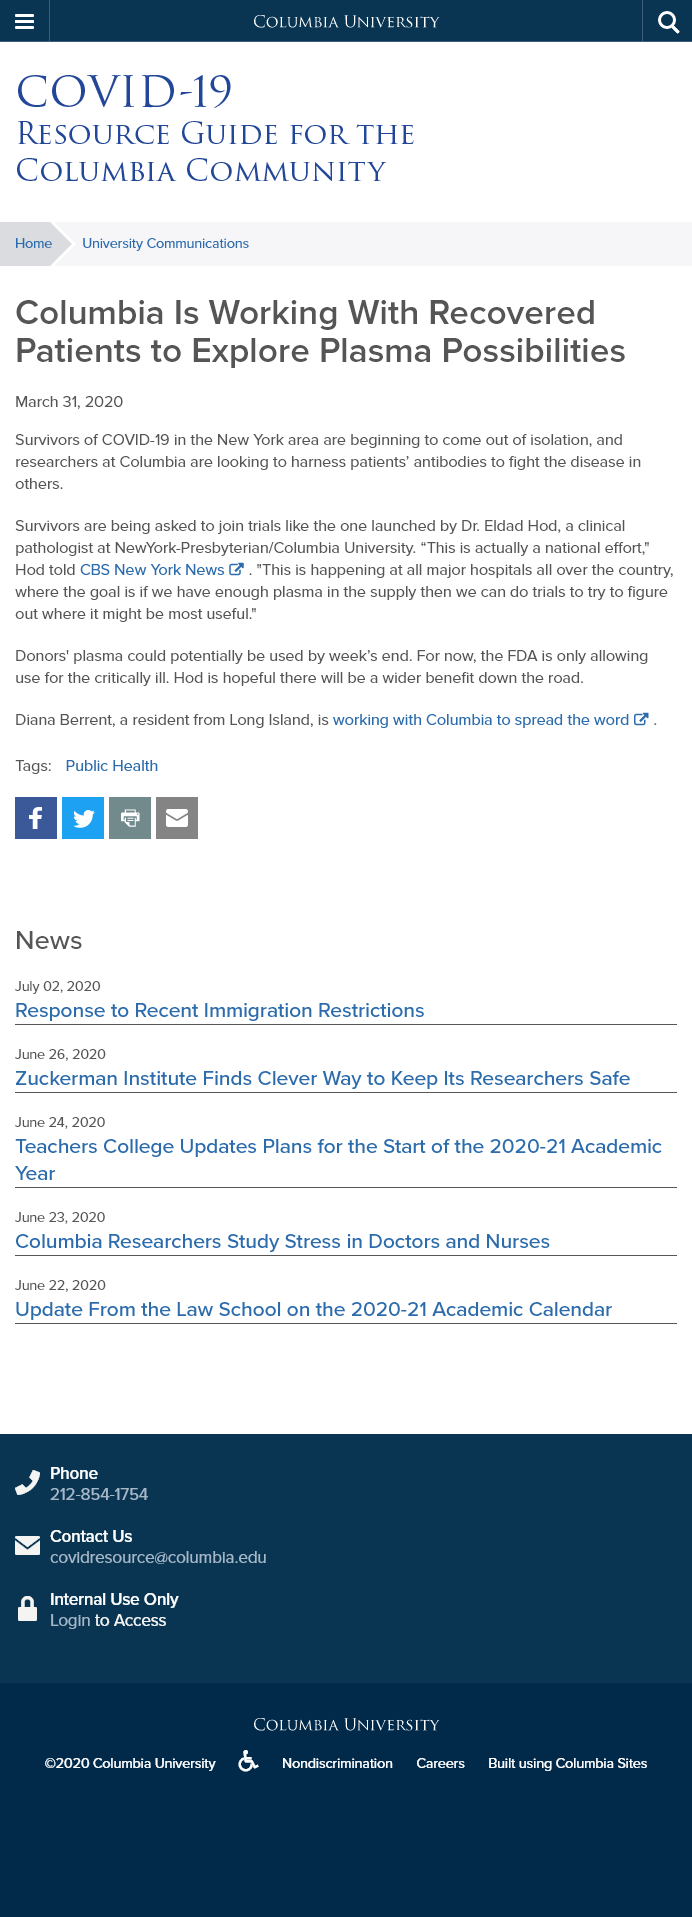 Columbia University
COVID-19
Resource Guide for the
Columbia Community
Home University Communications
Columbia Is Working With Recovered
Patients to Explore Plasma Possibilities
March 31, 2020
Survivors of COVID-19 in the New York area are beginning to come out of isolation, and
researchers at Columbia are looking to harness patients’ antibodies to fight the disease in
others.
Survivors are being asked to join trials like the one launched by Dr. Eldad Hod, a clinical
pathologist at NewYork-Presbyterian/Columbia University. “This is actually a national effort,"
Hod told CBS New York News . "This is happening at all major hospitals all over the country,
where the goal is if we have enough plasma in the supply then we can do trials to try to figure
out where it might be most useful."
Donors' plasma could potentially be used by week’s end. For now, the FDA is only allowing
use for the critically ill. Hod is hopeful there will be a wider benefit down the road.
Diana Berrent, a resident from Long Island, is working with Columbia to spread the word .
Tags: Public Health
News
July 02, 2020
Response to Recent Immigration Restrictions
June 26, 2020
Zuckerman Institute Finds Clever Way to Keep Its Researchers Safe
June 24, 2020
Teachers College Updates Plans for the Start of the 2020-21 Academic
Year
June 23, 2020
Columbia Researchers Study Stress in Doctors and Nurses
June 22, 2020
Update From the Law School on the 2020-21 Academic Calendar
Phone
212-854-1754
Contact Us
covidresource@columbia.edu
Internal Use Only
Login to Access
Columbia University
©2020 Columbia University Nondiscrimination Careers Built using Columbia Sites